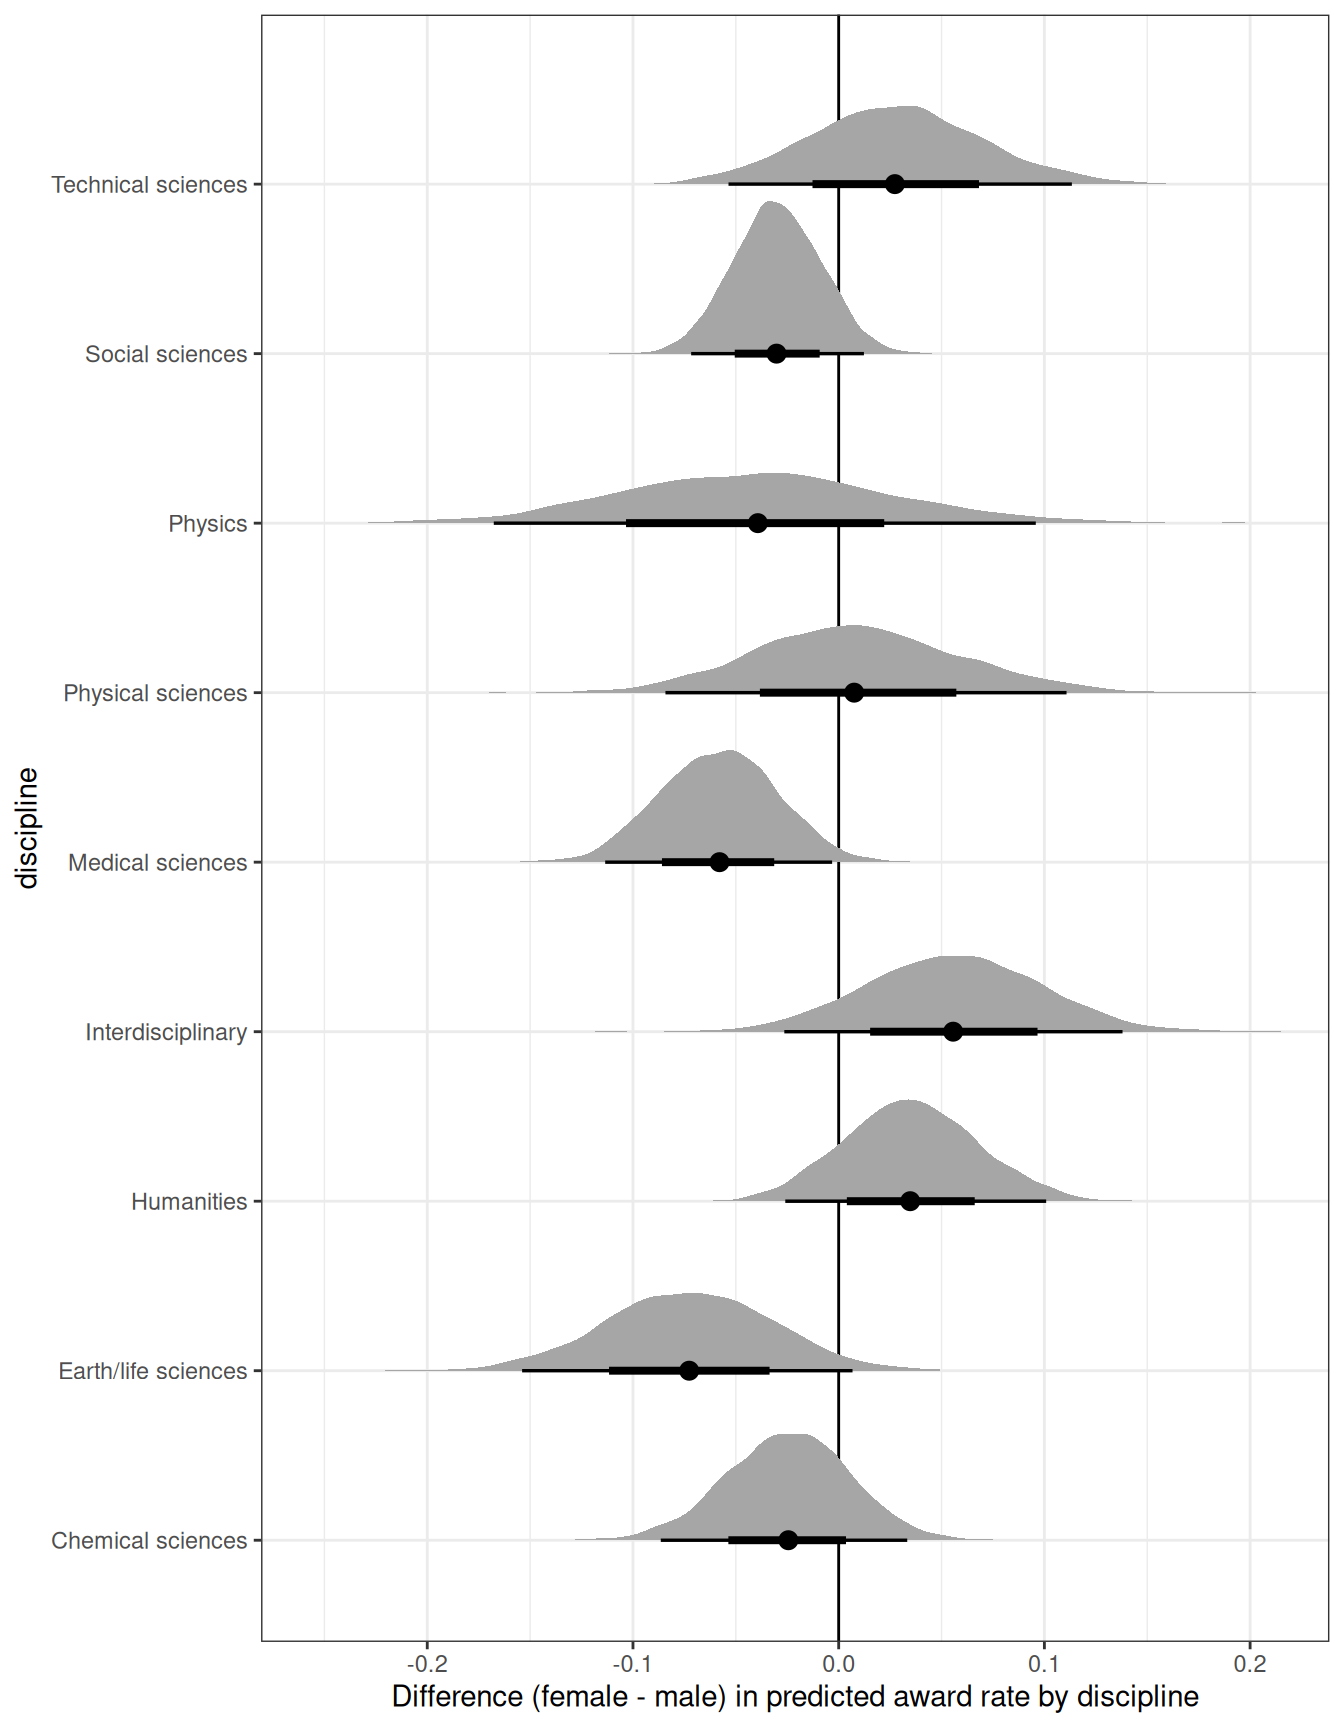 Technical sciences
Social sciences
Physics
Physical sciences
Medical sciences
Interdisciplinary
Humanities
Earth/life sciences
Chemical sciences
discipline
-0.2
-0.1
0.0
0.1
0.2
Difference (female - male) in predicted award rate by discipline